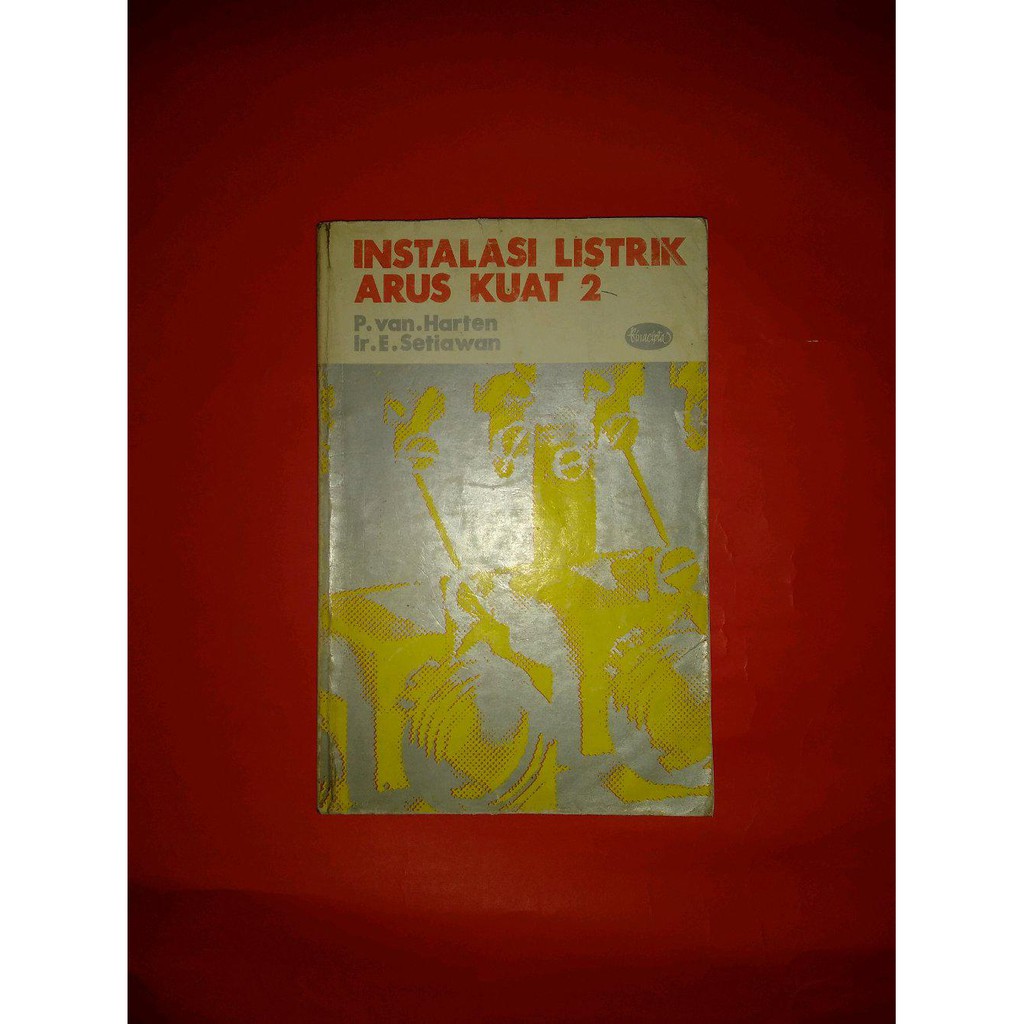 INSTALASI LISTRIK
ARUS KUAT 2
P.van.Harten
Ir.E.Setiawan
binacipta